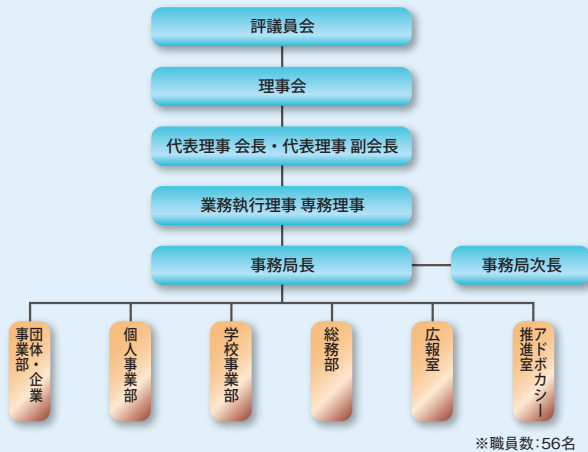 評議員会
理事会
代表理事 会長・代表理事 副会長
業務執行理事 専務理事
事務局長
事務局次長
団体・企業
事業部
個人事業部
学校事業部
総務部
広報室
アドボカシー
推進室
※職員数:56名